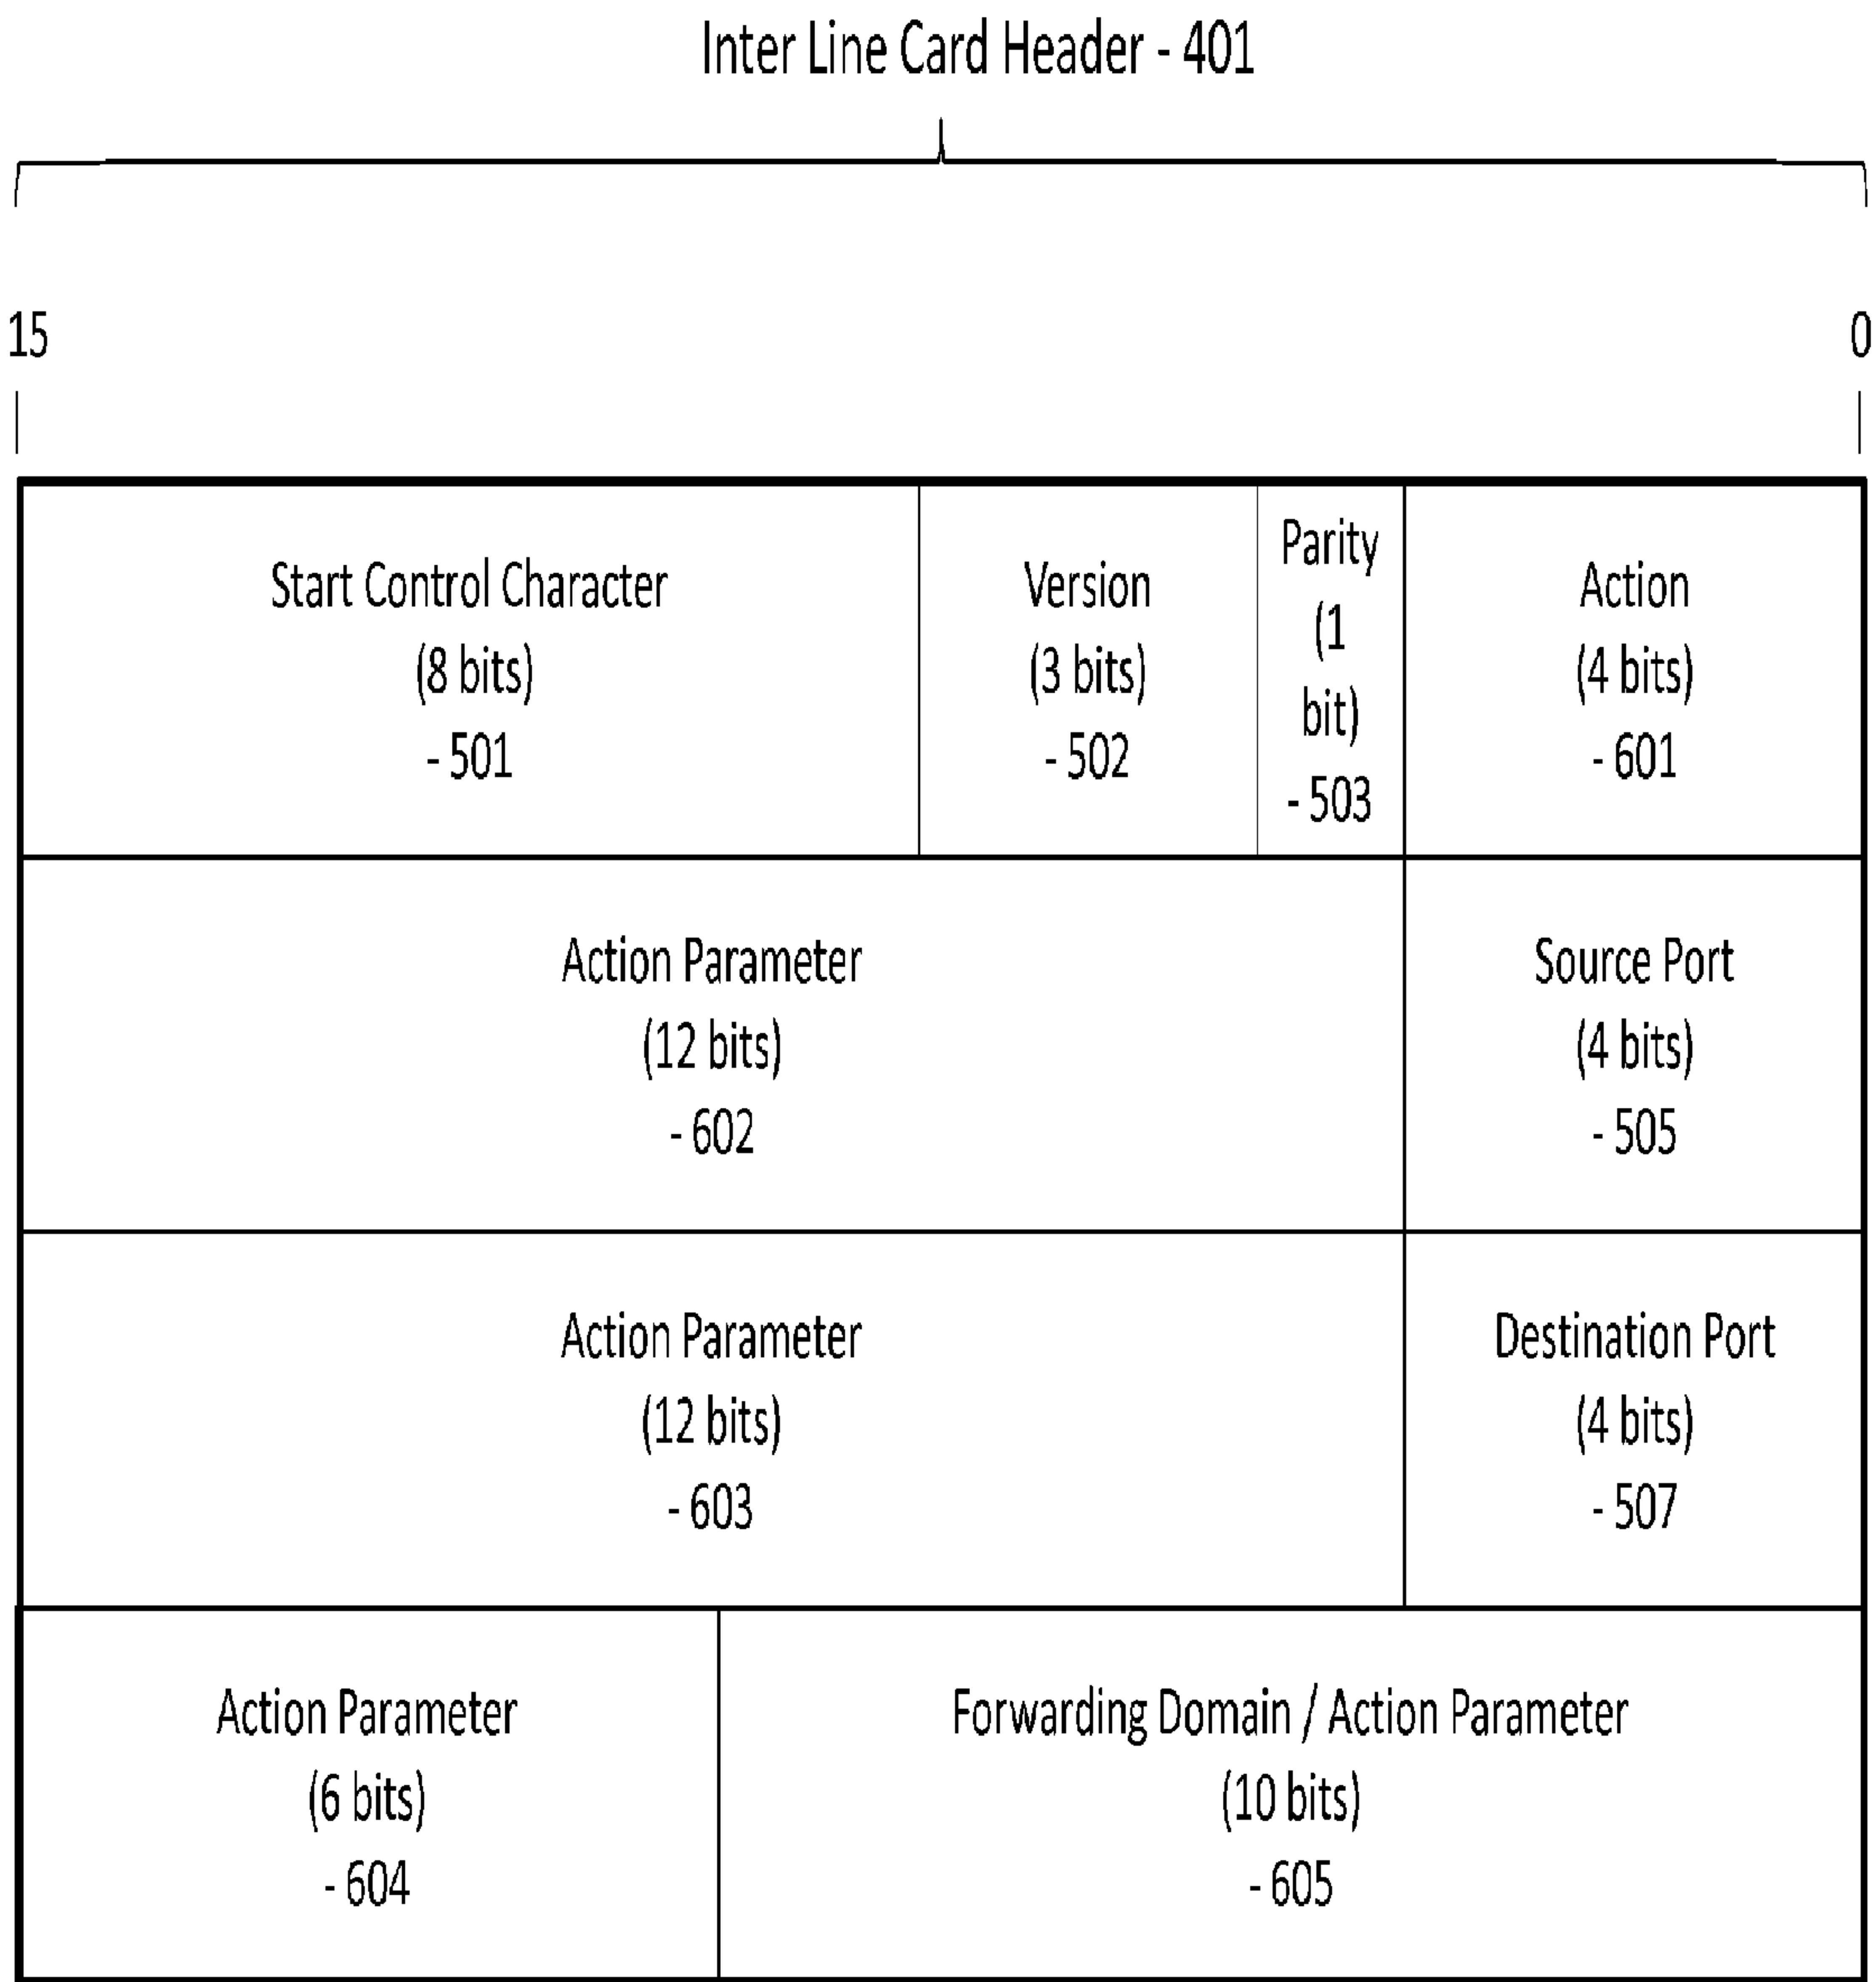 Inter Line Card Header - 401
15
0
Start Control Character
(8 bits)
- 501
Version
(3 bits)
- 502
Parity
(1
bit)
- 503
Action
(4 bits)
- 601
Action Parameter
(12 bits)
- 602
Source Port
(4 bits)
- 505
Action Parameter
(12 bits)
- 603
Destination Port
(4 bits)
- 507
Action Parameter
(6 bits)
- 604
Forwarding Domain / Action Parameter
(10 bits)
- 605